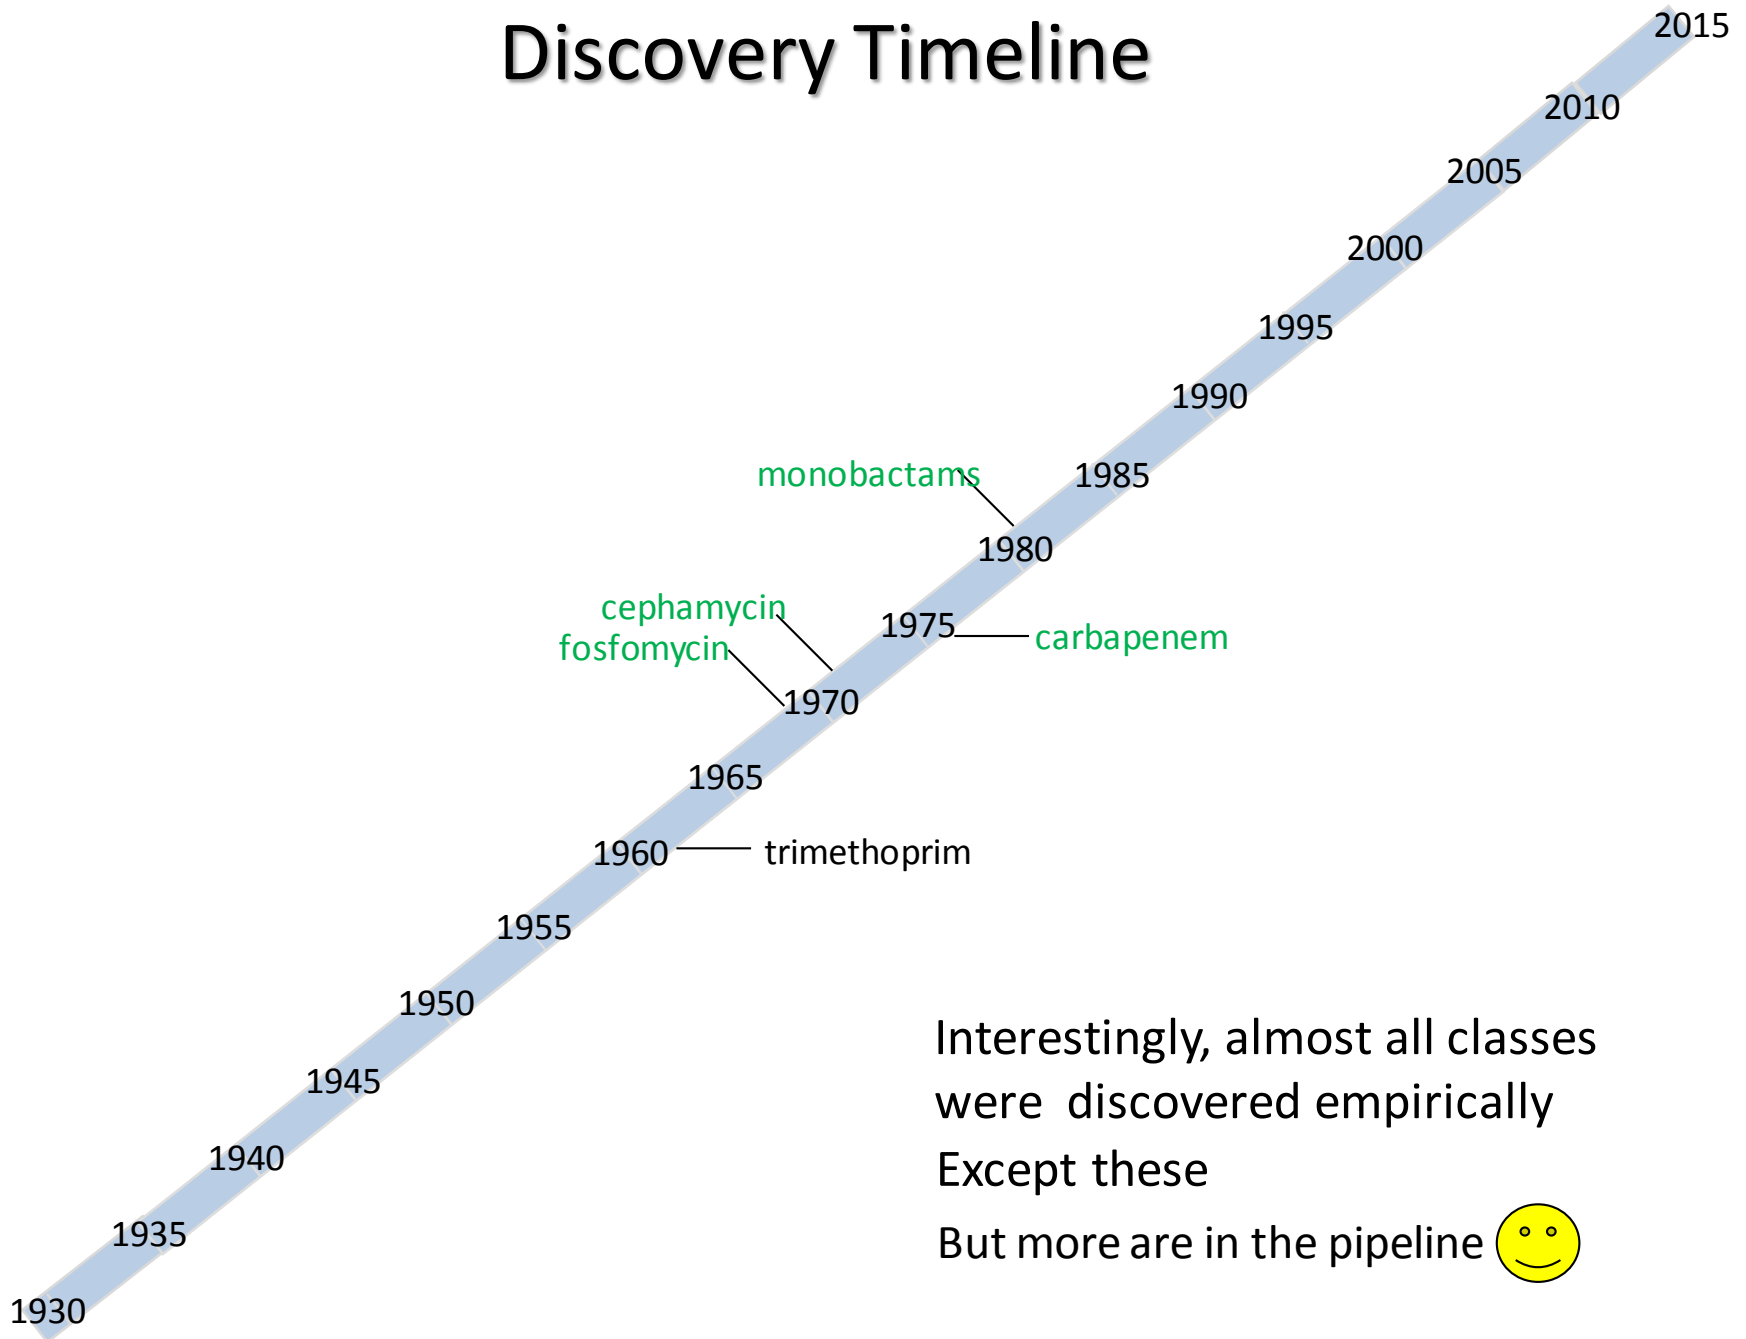 Discovery Timeline
2015
2010
2005
2000
1995
1990
monobactams
1985
1980
cephamycin
1975
carbapenem
fosfomycin
1970
1965
1960
trimethoprim
1955
1950
Interestingly, almost all classes
were discovered empirically
1945
1940
Except these
1935
But more are in the pipeline
1930